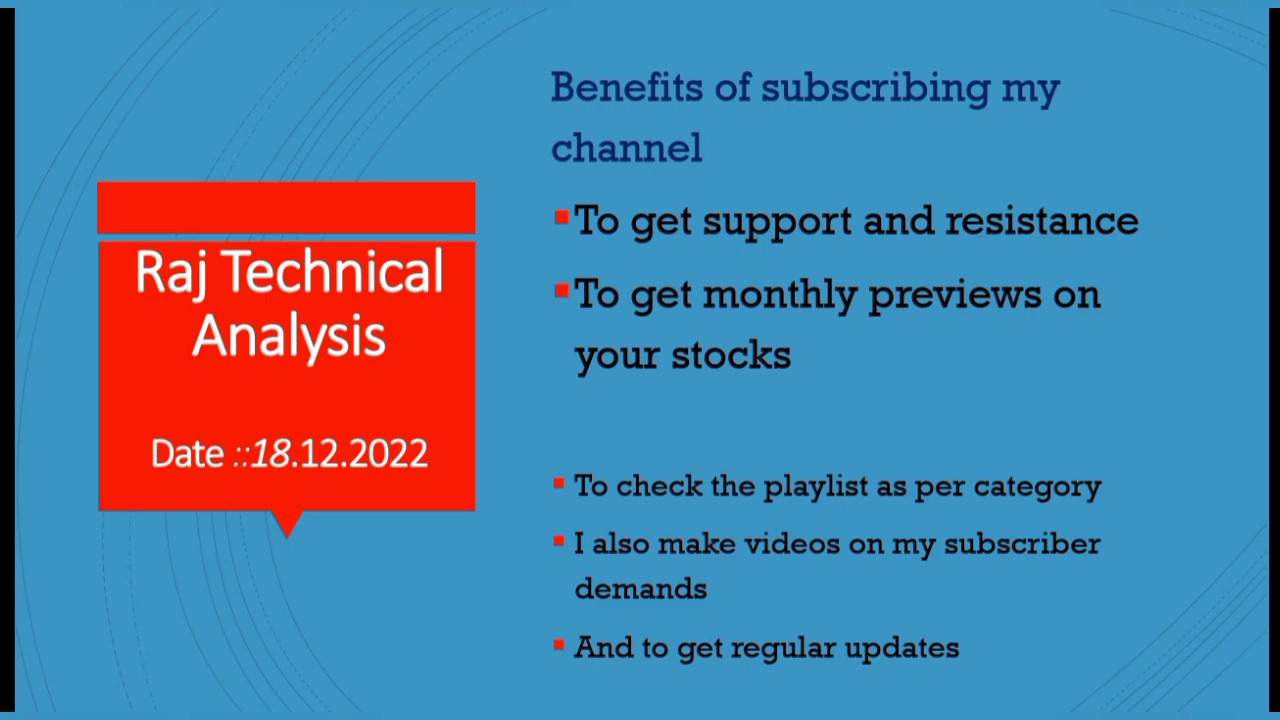 Raj Technical
Analysis
Date ::18.12.2022
Benefits of subscribing my
channel
▪To get support and resistance
▪To get monthly previews on
your stocks
▪ To check the playlist as per category
▪ I also make videos on my subscriber
demands
▪ And to get regular updates